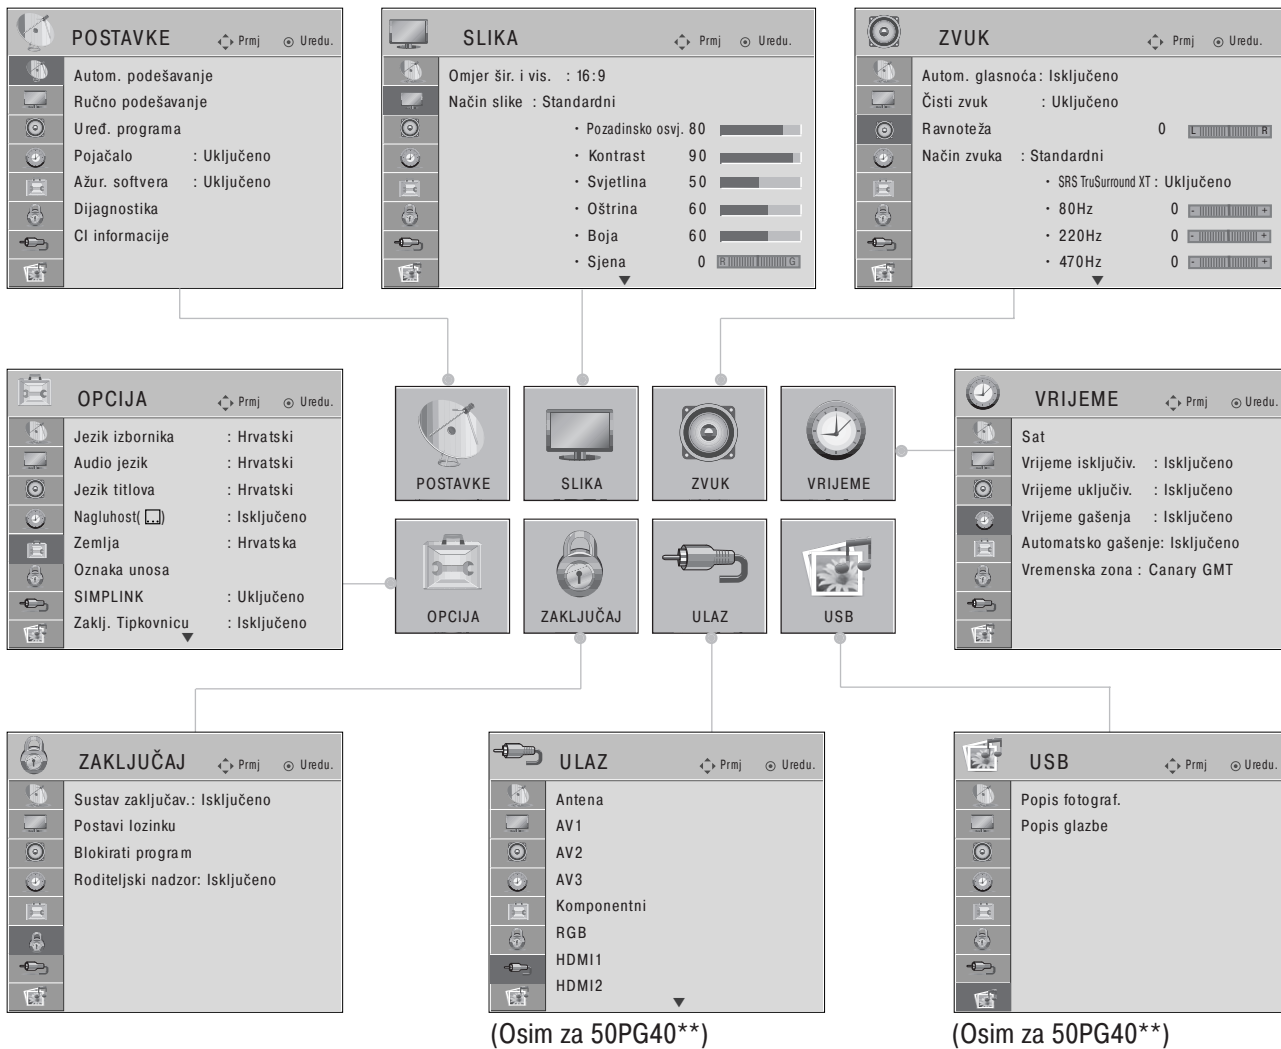 POSTAVKE Prmj Uredu.
Autom. podešavanje
Ručno podešavanje
Uređ. programa
Pojačalo : Uključeno
Ažur. softvera : Uključeno
Dijagnostika
CI informacije
SLIKA Prmj Uredu.
Omjer šir. i vis. : 16:9
Način slike : Standardni
• Pozadinsko osvj. 80
• Kontrast 90
• Svjetlina 50
• Oštrina 60
• Boja 60
• Sjena 0 R G
ZVUK Prmj Uredu.
Autom. glasnoća : Isključeno
Čisti zvuk : Uključeno
Ravnoteža 0 L R
Način zvuka : Standardni
• SRS TruSurround XT : Uključeno
• 80Hz 0 - +
• 220Hz 0 - +
• 470Hz 0 - +
OPCIJA Prmj Uredu.
Jezik izbornika : Hrvatski
Audio jezik : Hrvatski
Jezik titlova : Hrvatski
Nagluhost( ) : Isključeno
Zemlja : Hrvatska
Oznaka unosa
SIMPLINK : Uključeno
Zaklj. Tipkovnicu : Isključeno
POSTAVKE
SLIKA
ZVUK
VRIJEME
OPCIJA
ZAKLJUČAJ
ULAZ
USB
VRIJEME Prmj Uredu.
Sat
Vrijeme isključiv. : Isključeno
Vrijeme uključiv. : Isključeno
Vrijeme gašenja : Isključeno
Automatsko gašenje: Isključeno
Vremenska zona : Canary GMT
ZAKLJUČAJ Prmj Uredu.
Sustav zaključav.: Isključeno
Postavi lozinku
Blokirati program
Roditeljski nadzor: Isključeno
ULAZ Prmj Uredu.
Antena
AV1
AV2
AV3
Komponentni
RGB
HDMI1
HDMI2
(Osim za 50PG40**)
USB Prmj Uredu.
Popis fotograf.
Popis glazbe
(Osim za 50PG40**)